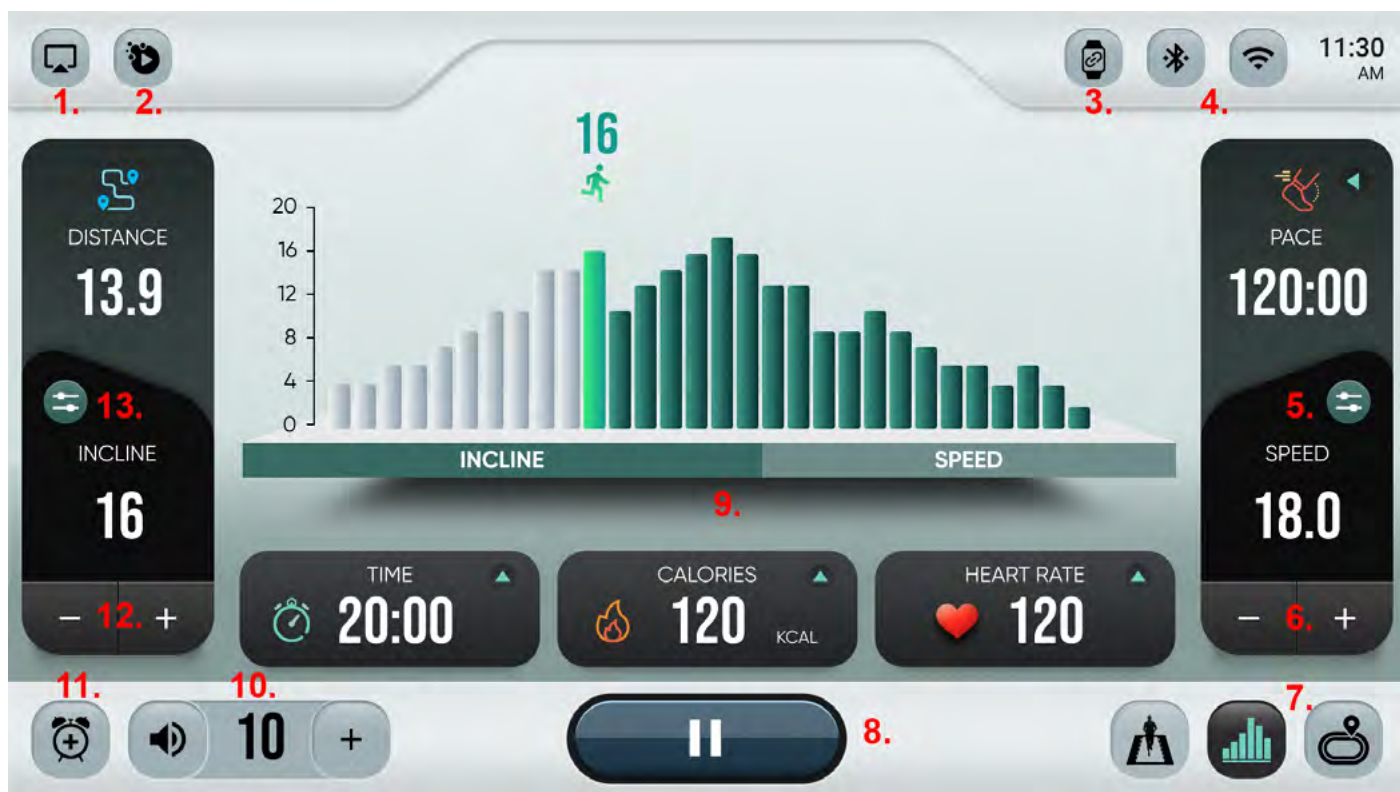 11:30
AM
1.
2.
3.
4.
16
DISTANCE
13.9
20
16
12
8
4
0
PACE
120:00
13.
INCLINE
16
5.
SPEED
18.0
INCLINE
SPEED
9.
TIME
20:00
CALORIES
120
KCAL
HEART RATE
120
− 12. +
− 6. +
11.
10.
7.
10 +
8.